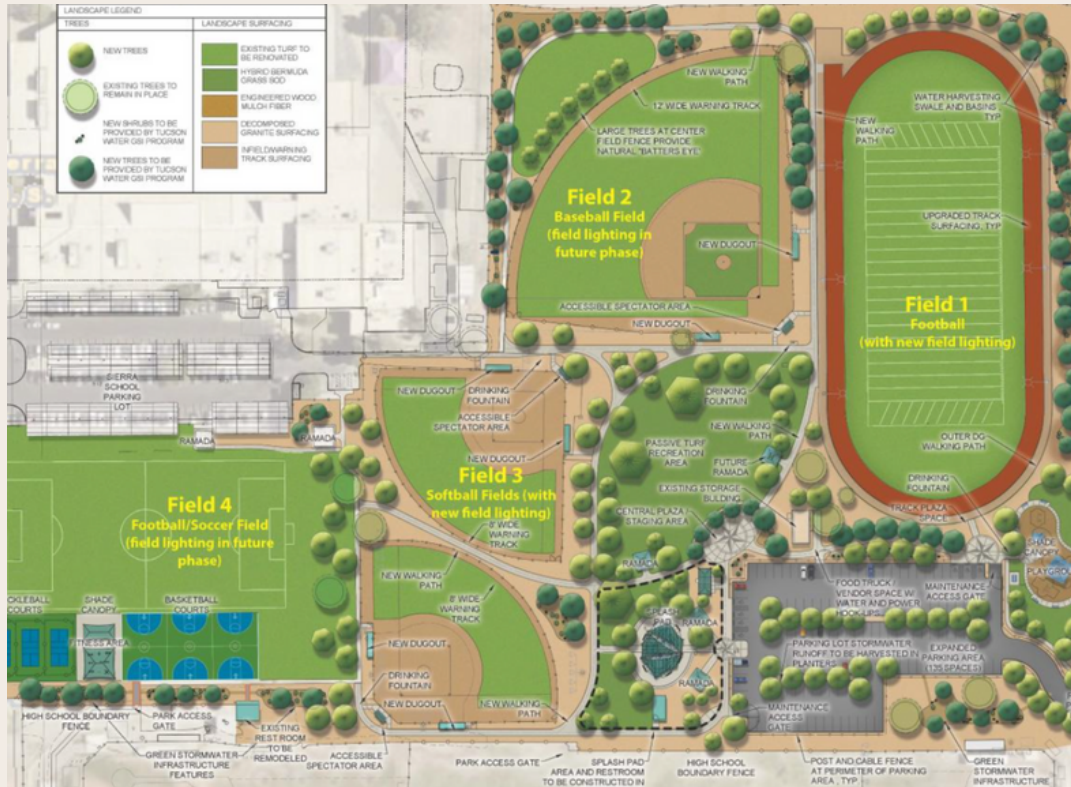 LANDSCAPE LEGEND
TREES
NEW TREES
EXISTING TREES TO
REMAIN IN PLACE
NEW SHRUBS TO BE
PROVIDED BY TUCSON
WATER GSI PROGRAM
NEW TREES TO BE
PROVIDED BY TUCSON
WATER GSI PROGRAM
LANDSCAPE SURFACING
EXISTING TURF TO
BE RENOVATED
HYBRID BERMUDA
GRASS SOD
ENGINEERED WOOD
MULCH FIBER
DECOMPOSED
GRANITE SURFACING
INFIELD/WARNING
TRACK SURFACING
NEW WALKING
PATH
12' WIDE WARNING TRACK
LARGE TREES AT CENTER
FIELD FENCE PROVIDE
NATURAL "BATTERS EYE"
NEW
WALKING
PATH
WATER HARVESTING
SWALE AND BASINS
TYP
Field 2
Baseball Field
(field lighting in
future phase)
NEW DUGOUT
UPGRADED TRACK
SURFACING, TYP
ACCESSIBLE SPECTATOR AREA
NEW DUGOUT
Field 1
Football
(with new field lighting)
SIERRA
SCHOOL
PARKING
LOT
RAMADA
RAMADA
NEW DUGOUT
DRINKING
FOUNTAIN
ACCESSIBLE
SPECTATOR AREA
NEW DUGOUT
DRINKING
FOUNTAIN
NEW WALKING
PATH
PASSIVE TURF
RECREATION
AREA
FUTURE
RAMADA
OUTER DG
WALKING PATH
Field 3
Softball Fields (with
new field lighting)
8' WIDE
WARNING
TRACK
EXISTING STORAGE
BUILDING
CENTRAL PLAZA /
STAGING AREA
DRINKING
FOUNTAIN
TRACK PLAZA
SPACE
Field 4
Football/Soccer Field
(field lighting in future
phase)
NEW WALKING
PATH
8' WIDE
WARNING
TRACK
RAMADA
SHADE
CANOPY
PLAYGROU
CKLEBALL
COURTS
SHADE
CANOPY
FITNESS AREA
BASKETBALL
COURTS
SPLASH
PAD
RAMADA
RAMADA
FOOD TRUCK /
VENDOR SPACE W/
WATER AND POWER
HOOK-UPS
MAINTENANCE
ACCESS GATE
PARKING LOT STORMWATER
RUNOFF TO BE HARVESTED IN
PLANTERS
EXPANDED
PARKING AREA
(135 SPACES)
NEW DUGOUT
DRINKING
FOUNTAIN
NEW DUGOUT
NEW WALKING
PATH
MAINTENANCE
ACCESS
GATE
HIGH SCHOOL BOUNDARY
FENCE
PARK ACCESS
GATE
GREEN STORMWATER
INFRASTRUCTURE
FEATURES
EXISTING
REST ROOM
TO BE
REMODELED
ACCESSIBLE
SPECTATOR AREA
PARK ACCESS GATE
SPLASH PAD
AREA AND RESTROOM
TO BE CONSTRUCTED IN
HIGH SCHOOL
BOUNDARY FENCE
POST AND CABLE FENCE
AT PERIMETER OF PARKING
AREA, TYP.
GREEN
STORMWATER
INFRASTRUCTURE